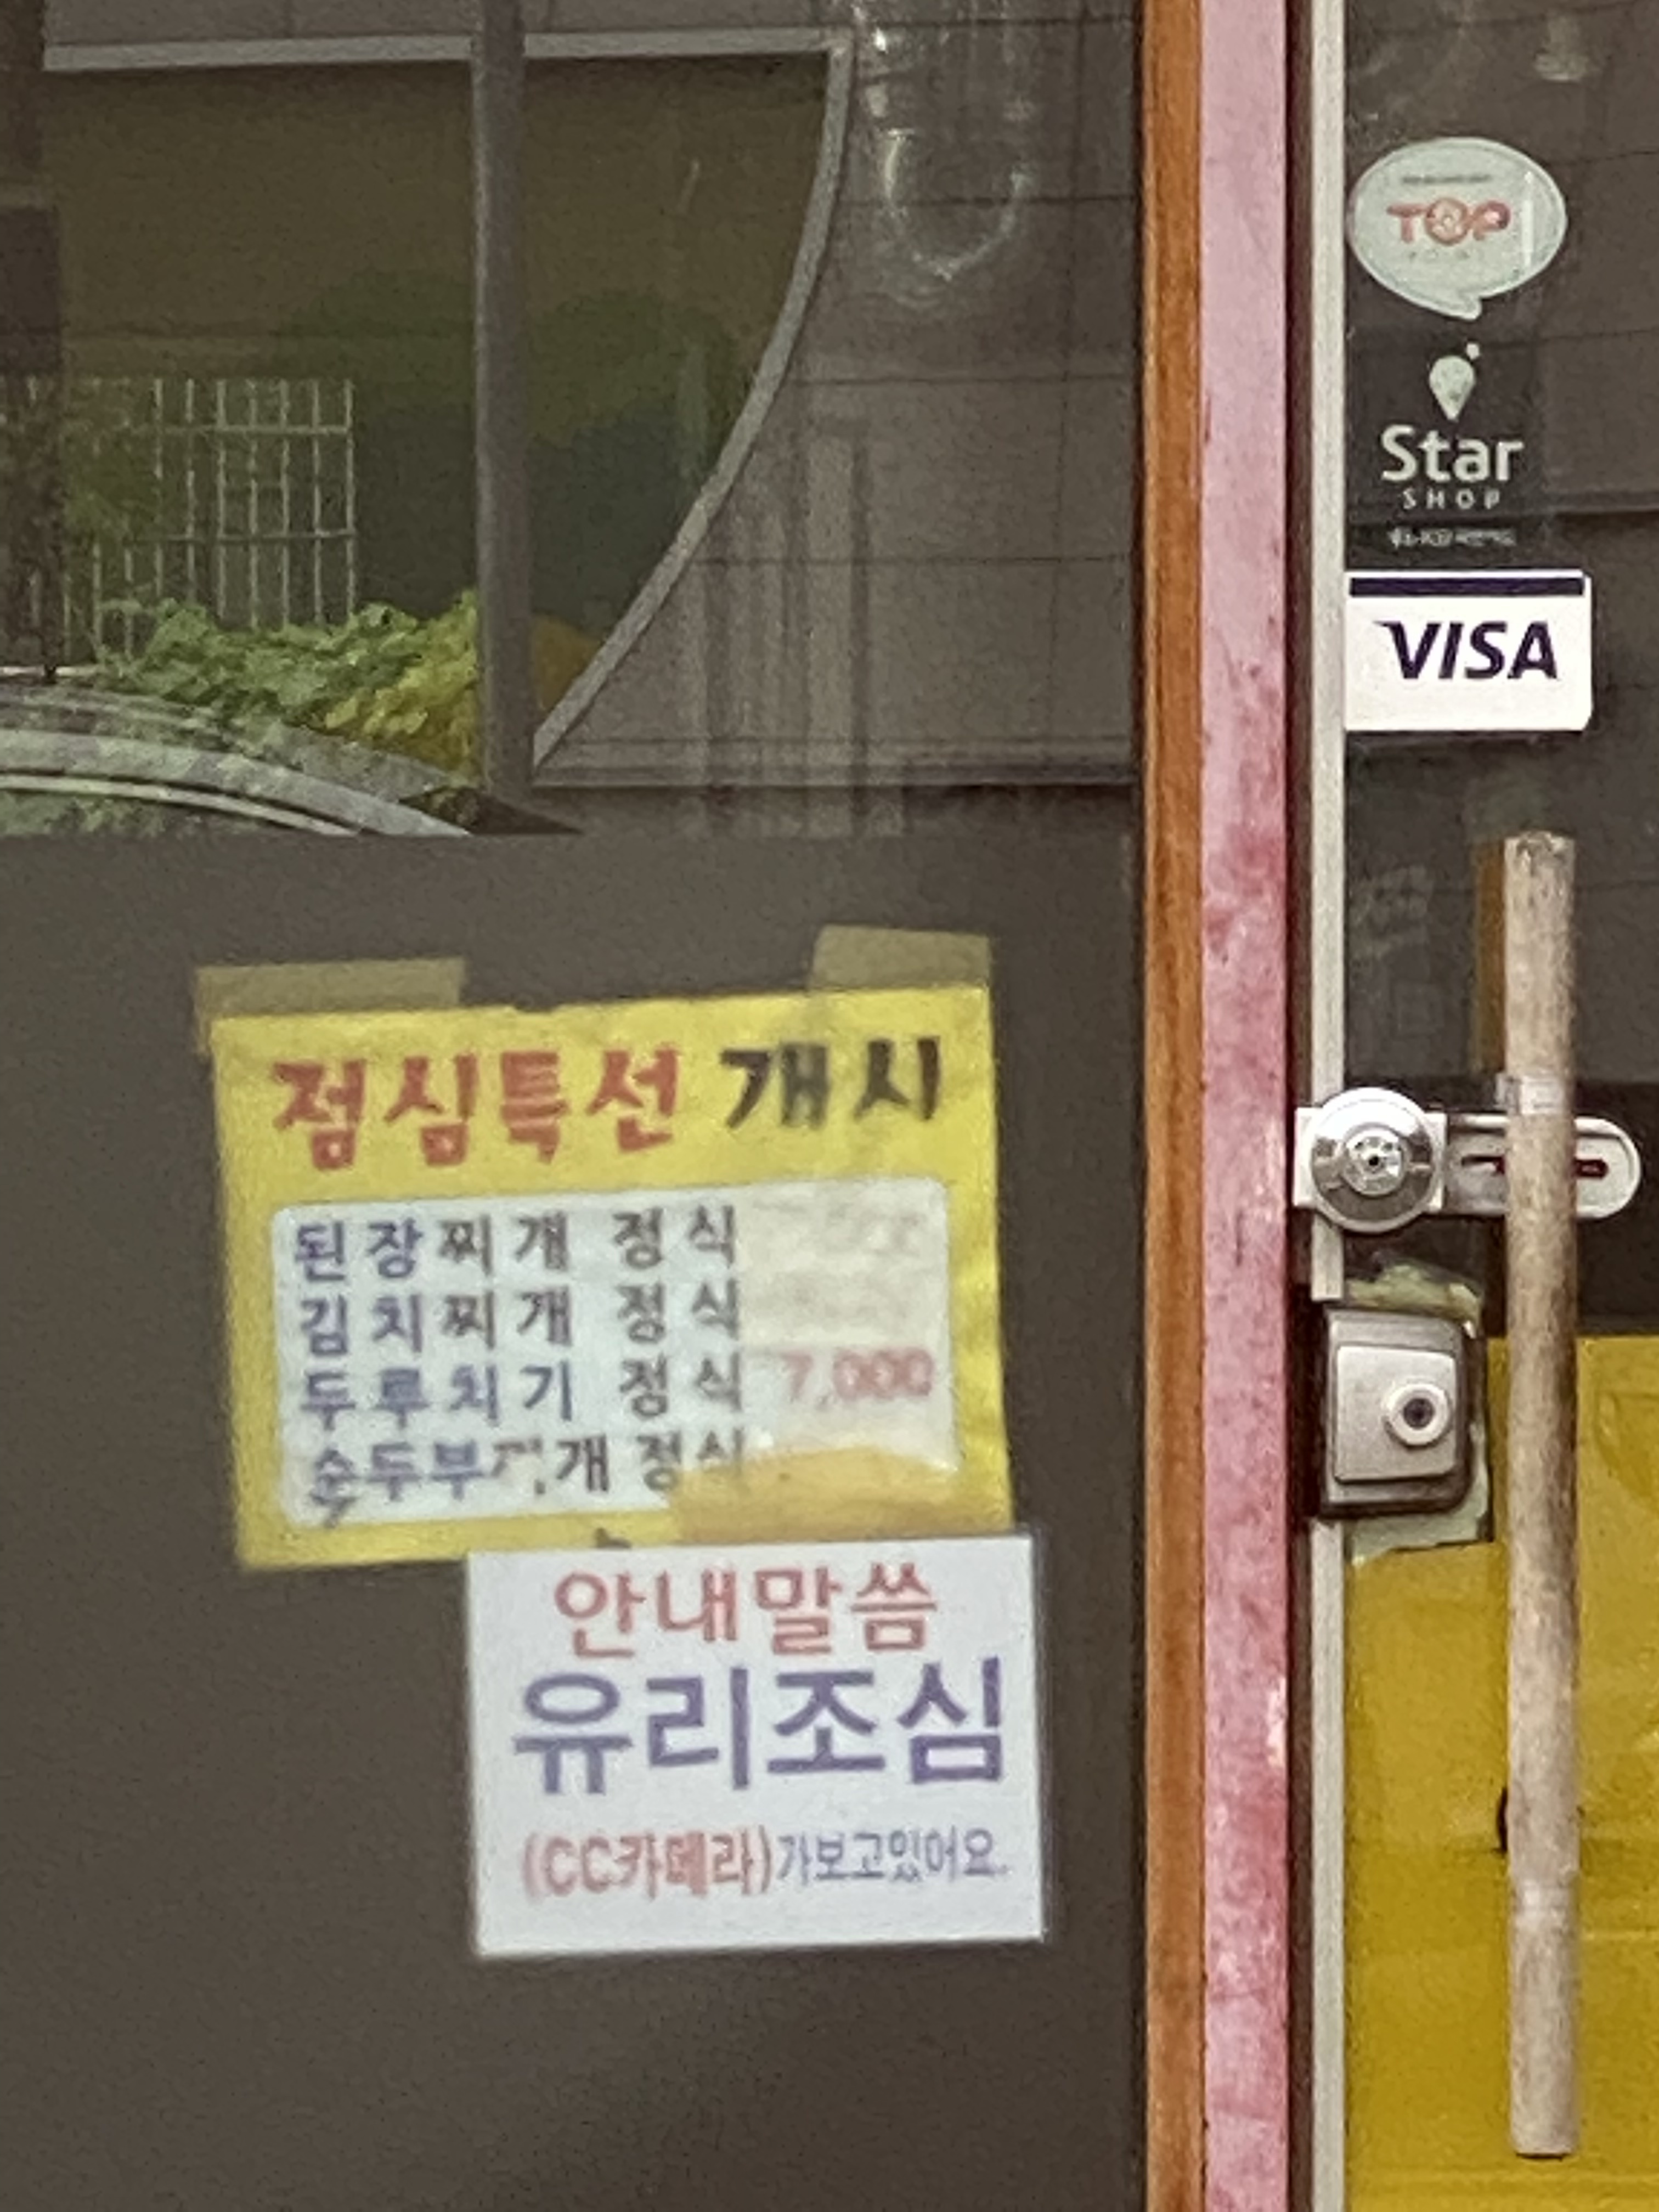 점심특선 개시
된장찌개 정식
김치찌개 정식
두루치기 정식 7,000
순두부찌개 정식
안내말씀
유리조심
(CC카메라)가보고있어요.
TOP
Star
SHOP
VISA